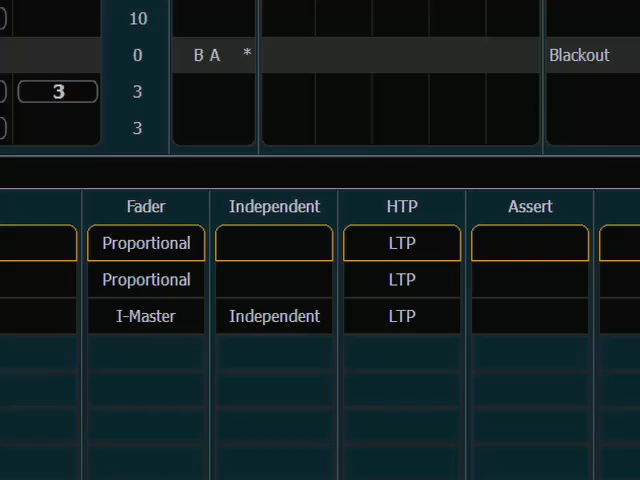 10
0 B A * Blackout
3 3
3
Fader Independent HTP Assert
Proportional LTP
Proportional LTP
I-Master Independent LTP